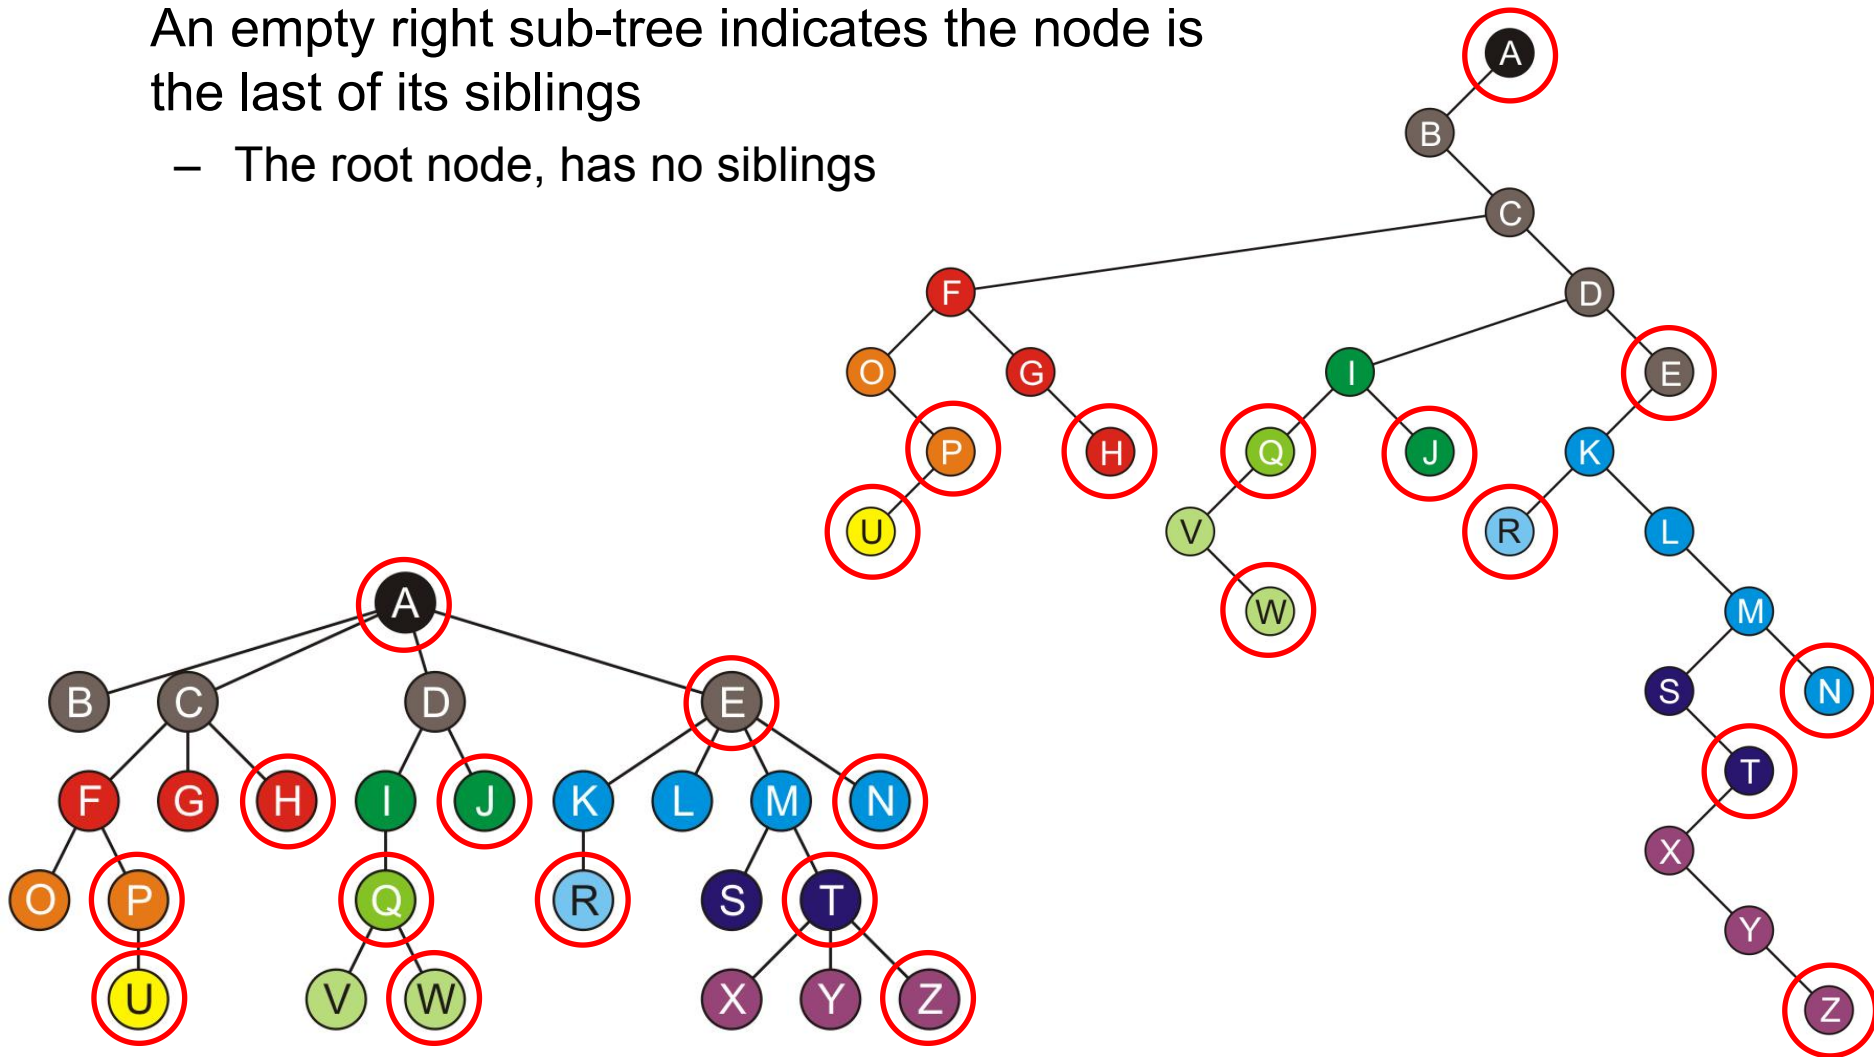 An empty right sub-tree indicates the node is
the last of its siblings
– The root node, has no siblings
A
B
C
F D
O G I E
P H Q J K
U V R L
W M
S N
T
X
Y
Z
A
B C D E
F G H I J K L M N
O P Q R S T
U V W X Y Z